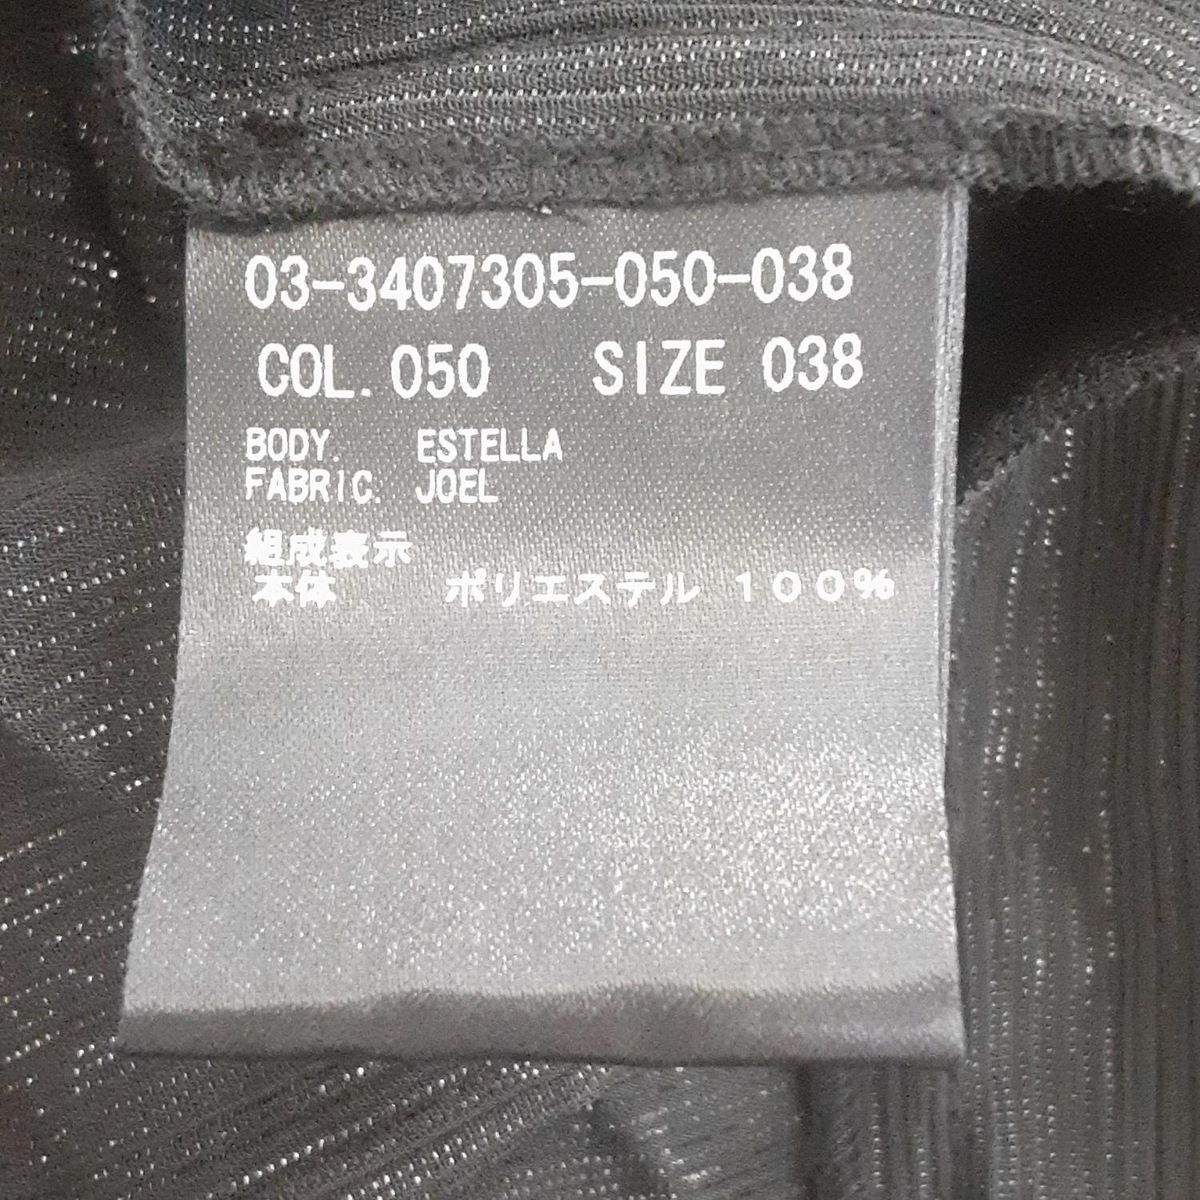 03-3407305-050-038
COL. 050 SIZE 038
BODY. ESTELLA
FABRIC. JOEL
組成表示
本体 ポリエステル 100%